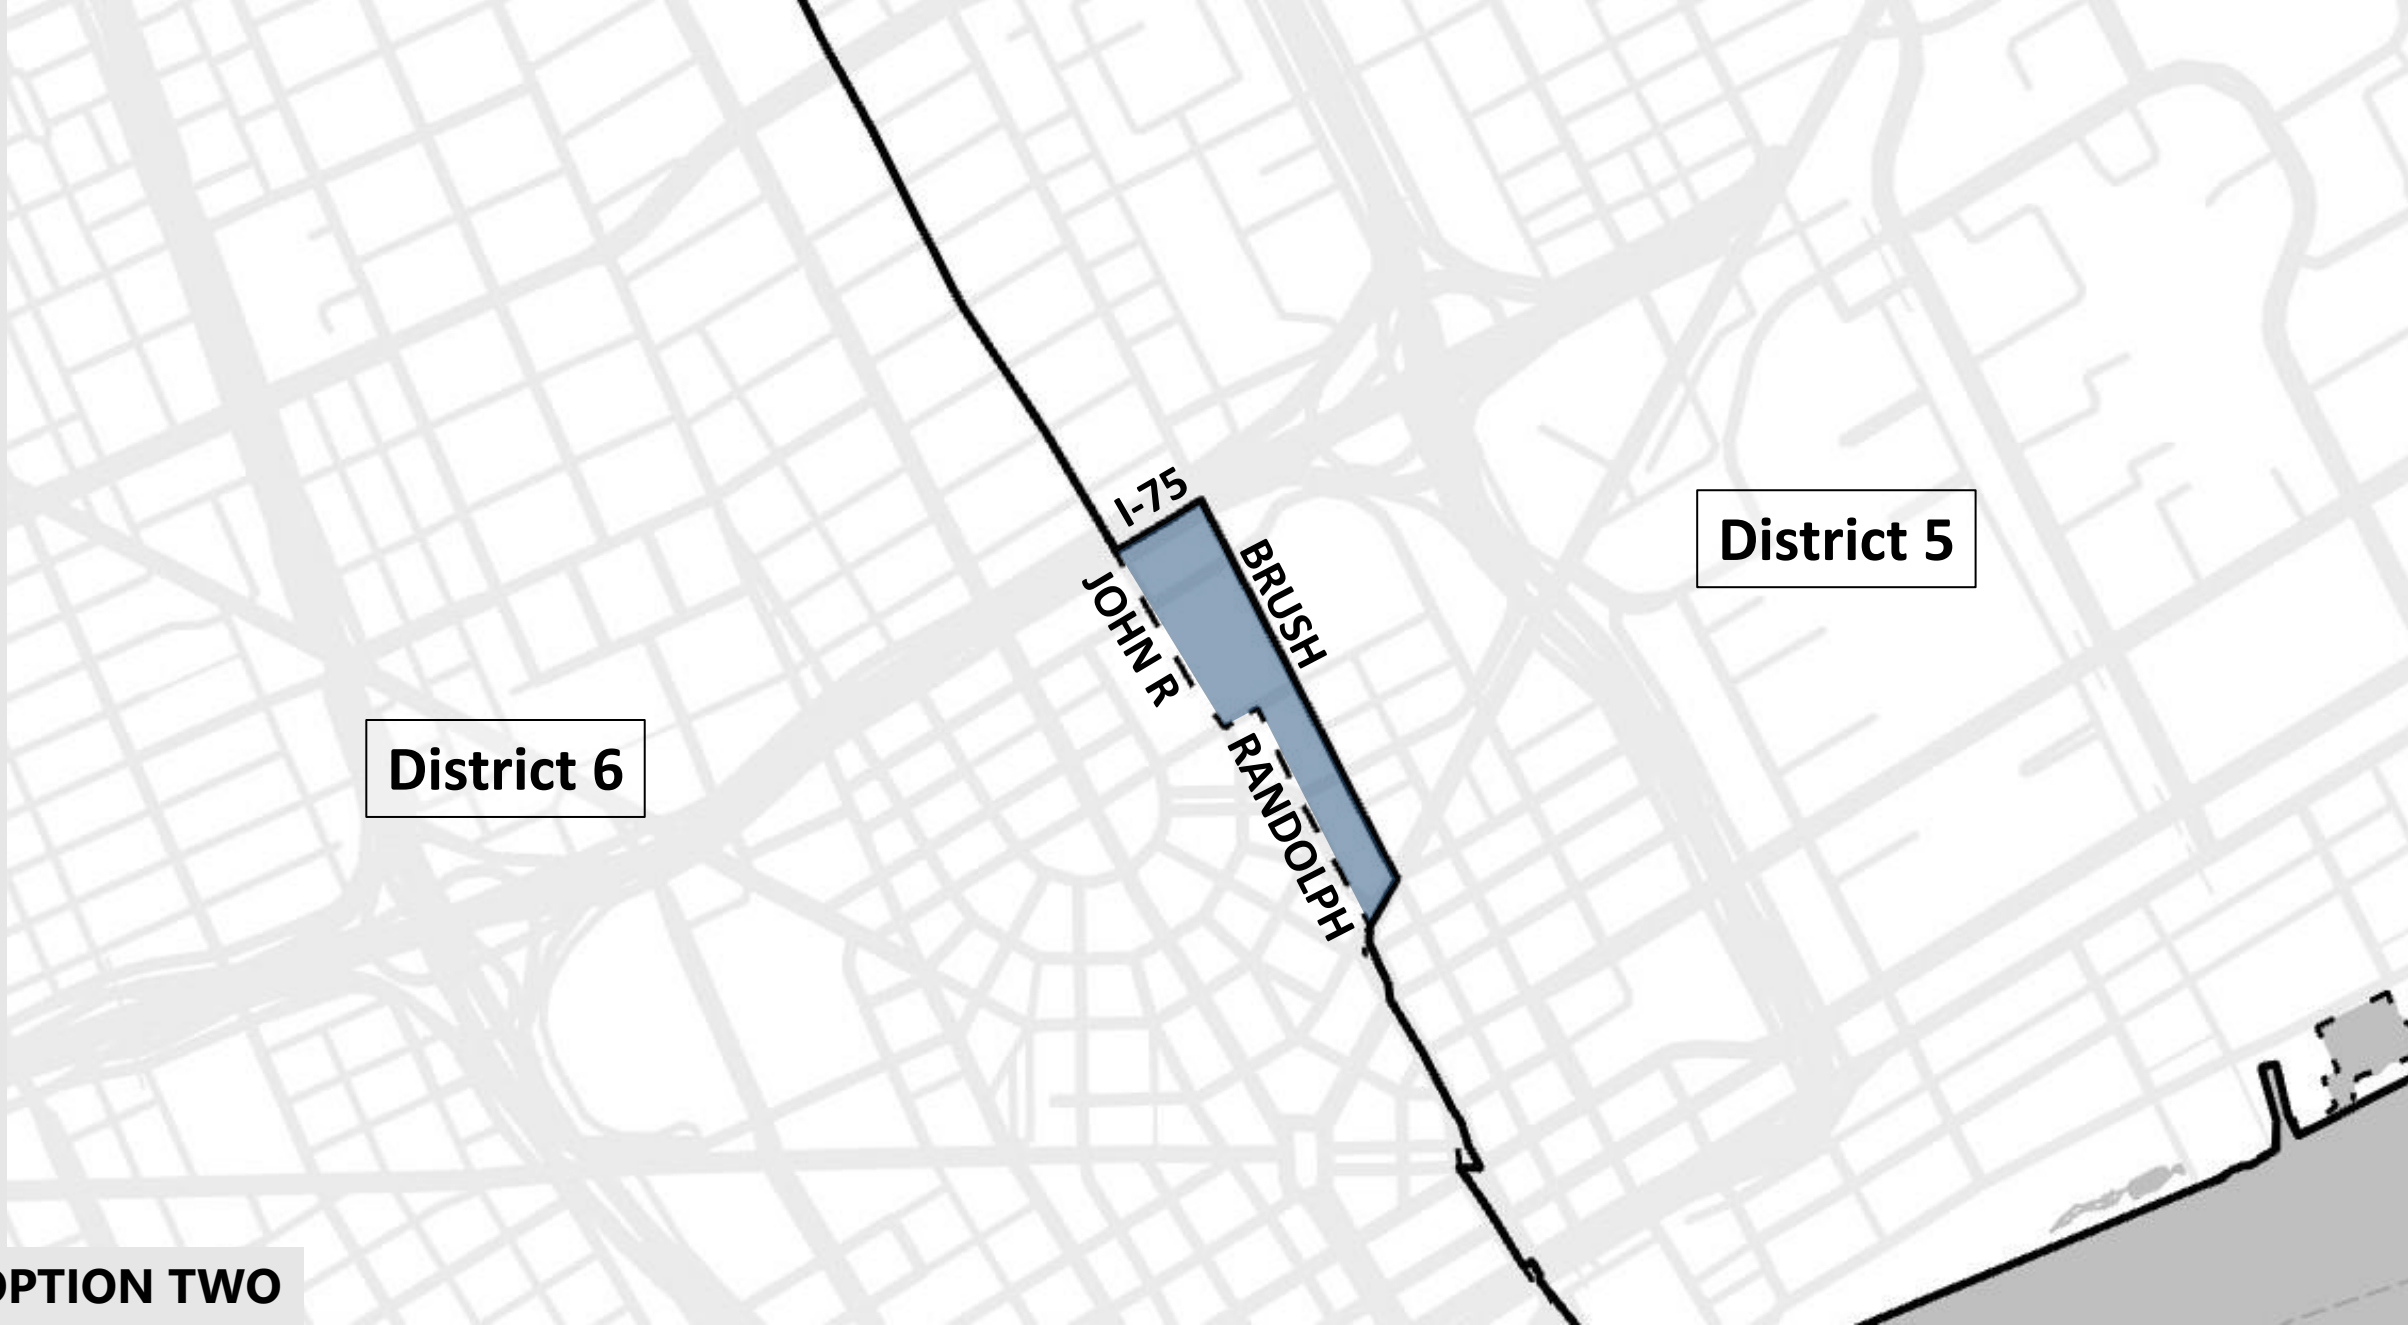 I-75
BRUSH
District 5
JOHN R
District 6
RANDOLPH
OPTION TWO